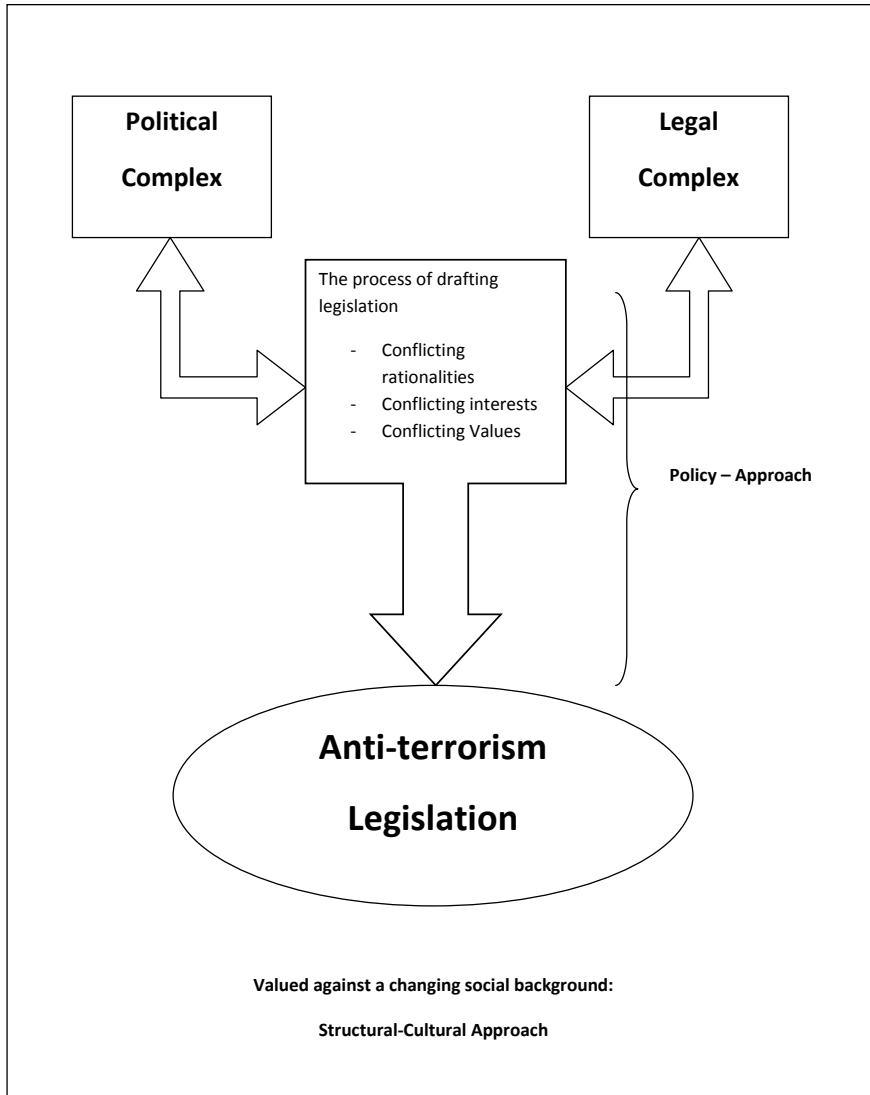 Political
Complex
Legal
Complex
The process of drafting
legislation
- Conflicting
rationalities
- Conflicting interests
- Conflicting Values
Policy – Approach
Anti-terrorism
Legislation
Valued against a changing social background:
Structural-Cultural Approach